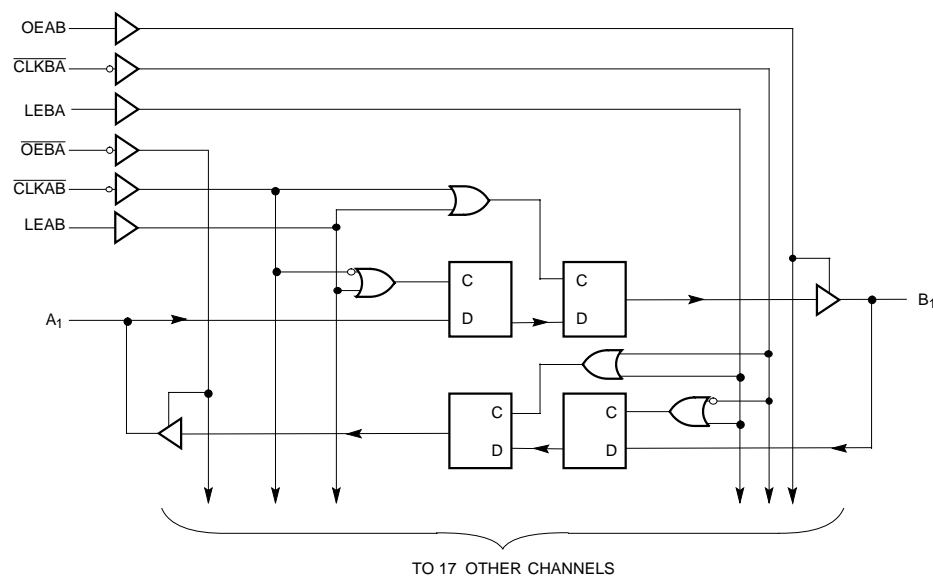 OEAB
CLKBA
LEBA
OEBA
CLKAB
LEAB
C
D
C
D
A1
B1
C
D
C
D
TO 17 OTHER CHANNELS